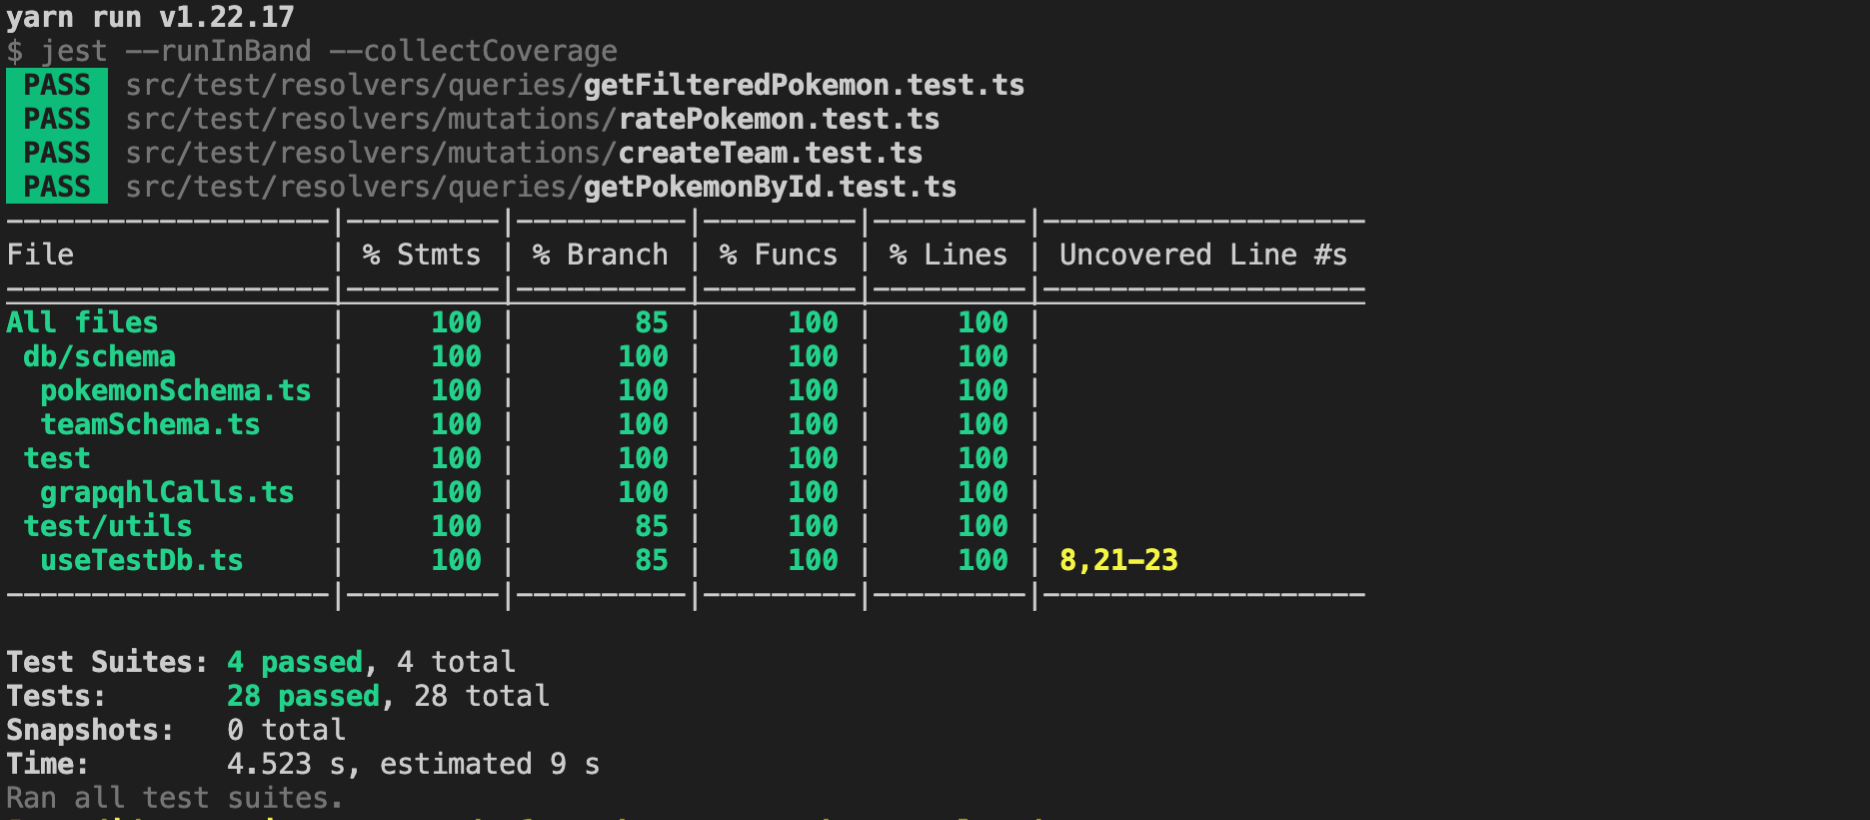 yarn run v1.22.17
$ jest --runInBand --collectCoverage
PASS src/test/resolvers/queries/getFilteredPokemon.test.ts
PASS src/test/resolvers/mutations/ratePokemon.test.ts
PASS src/test/resolvers/mutations/createTeam.test.ts
PASS src/test/resolvers/queries/getPokemonById.test.ts
-------------------|---------|----------|---------|---------|-------------------
File               | % Stmts | % Branch | % Funcs | % Lines | Uncovered Line #s
-------------------|---------|----------|---------|---------|-------------------
All files          |     100 |       85 |     100 |     100 |
 db/schema         |     100 |      100 |     100 |     100 |
  pokemonSchema.ts |     100 |      100 |     100 |     100 |
  teamSchema.ts    |     100 |      100 |     100 |     100 |
 test              |     100 |      100 |     100 |     100 |
  grapqhlCalls.ts  |     100 |      100 |     100 |     100 |
 test/utils        |     100 |       85 |     100 |     100 |
  useTestDb.ts     |     100 |       85 |     100 |     100 | 8,21-23
-------------------|---------|----------|---------|---------|-------------------
Test Suites: 4 passed, 4 total
Tests:       28 passed, 28 total
Snapshots:   0 total
Time:        4.523 s, estimated 9 s
Ran all test suites.